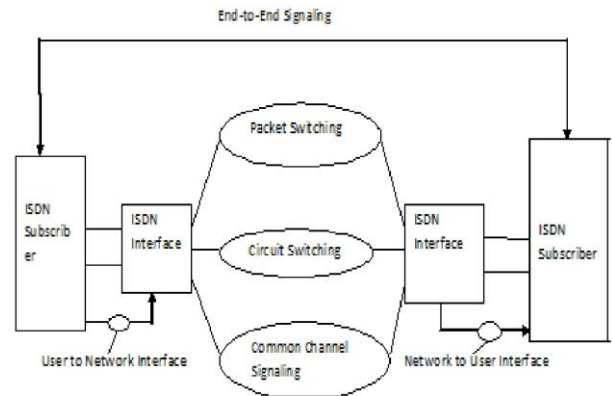 End-to-End Signaling
Packet Switching
ISDN
Subscrib
er
ISDN
Interface
Circuit Switching
ISDN
Interface
ISDN
Subscriber
Common Channel
Signaling
User to Network Interface
Network to User Interface